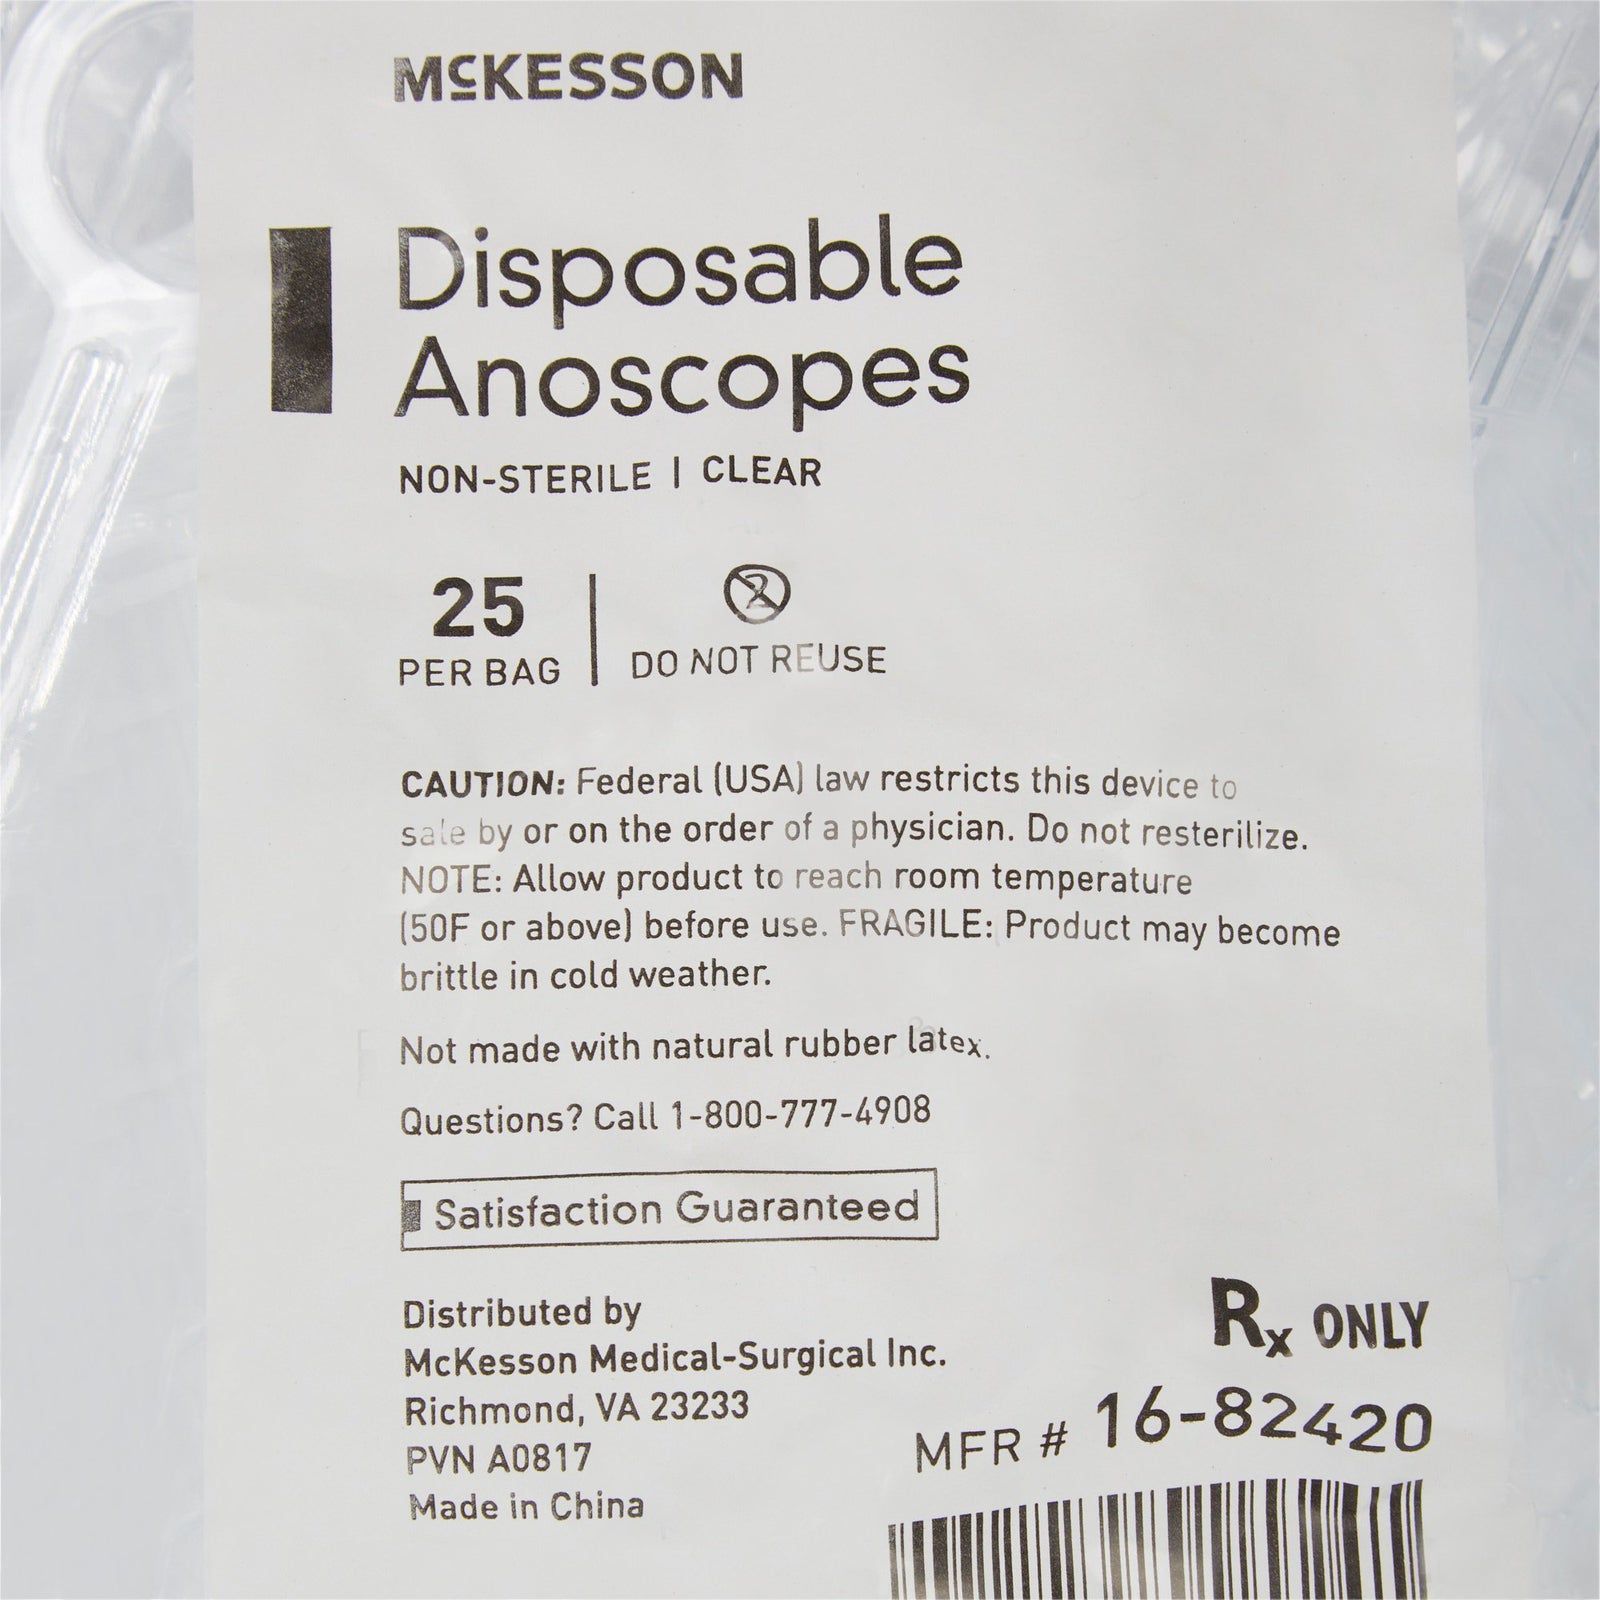 McKESSON
Disposable
Anoscopes
NON-STERILE | CLEAR
25
PER BAG
2
DO NOT REUSE
CAUTION: Federal (USA) law restricts this device to
sale by or on the order of a physician. Do not resterilize.
NOTE: Allow product to reach room temperature
(50F or above) before use. FRAGILE: Product may become
brittle in cold weather.
Not made with natural rubber latex.
Questions? Call 1-800-777-4908
Satisfaction Guaranteed
Distributed by
McKesson Medical-Surgical Inc.
Richmond, VA 23233
PVN A0817
Made in China
Rx ONLY
MFR # 16-82420